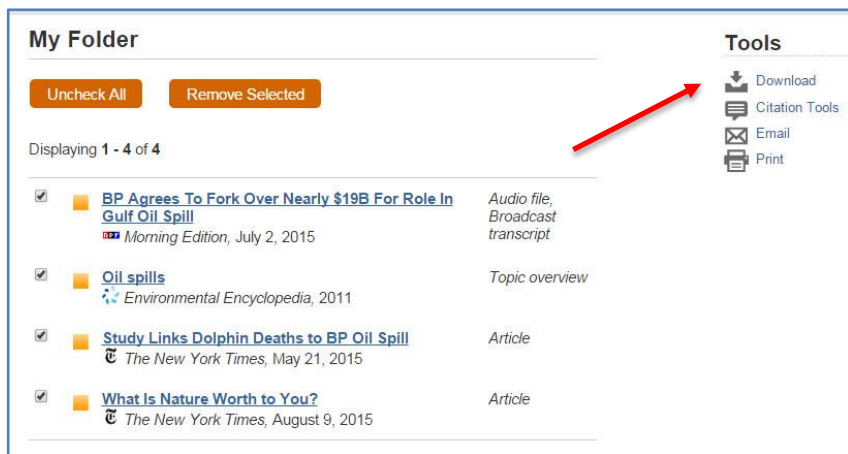 My Folder
Uncheck All Remove Selected
Displaying 1 - 4 of 4
BP Agrees To Fork Over Nearly $19B For Role In
Gulf Oil Spill
npr Morning Edition, July 2, 2015
Audio file,
Broadcast
transcript
Oil spills
Environmental Encyclopedia, 2011
Topic overview
Study Links Dolphin Deaths to BP Oil Spill
T The New York Times, May 21, 2015
Article
What Is Nature Worth to You?
T The New York Times, August 9, 2015
Article
Tools
Download
Citation Tools
Email
Print